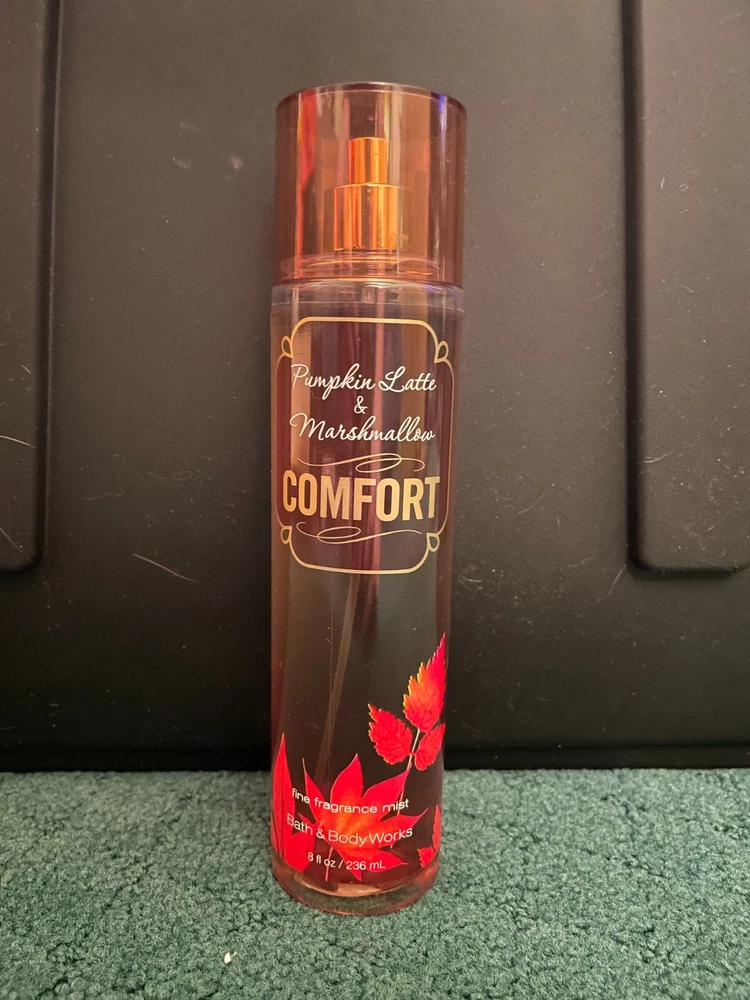 Pumpkin Latte
&
Marshmallow
COMFORT
fine fragrance mist
Bath & Body Works
8 fl oz / 236 mL